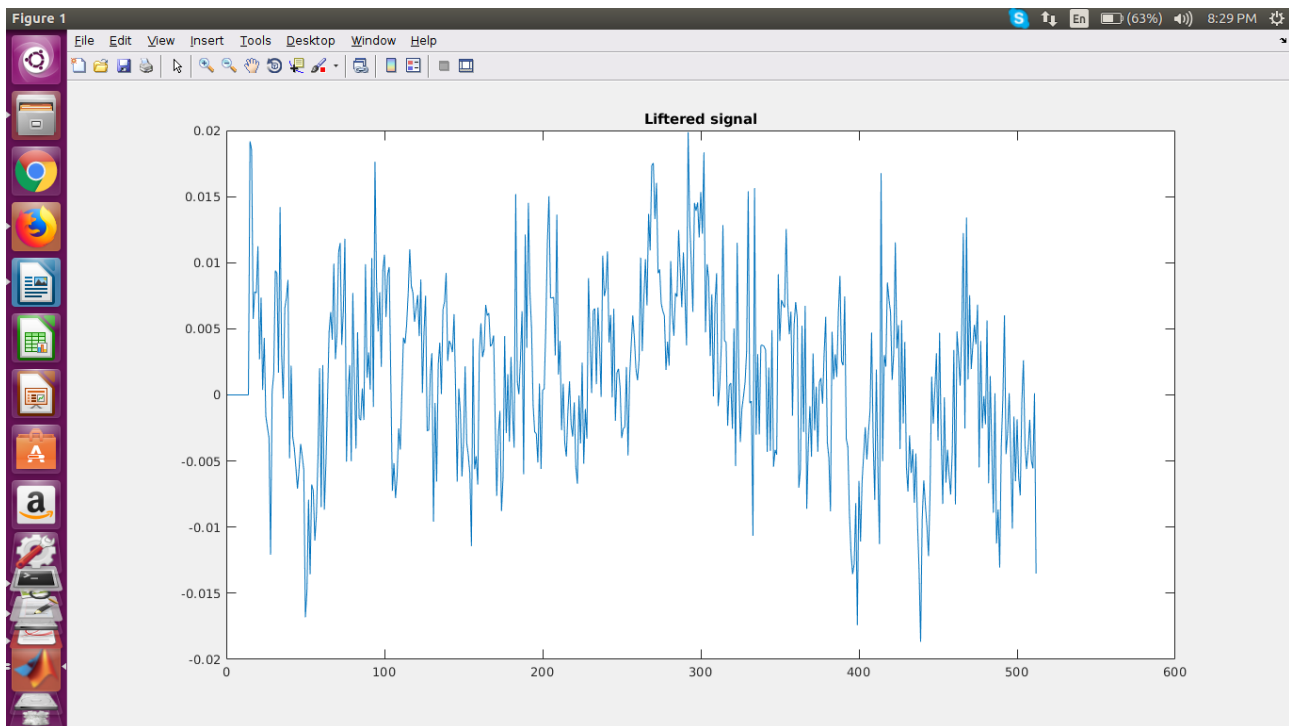 Figure 1
En
(63%)
8:29 PM
File Edit View Insert Tools Desktop Window Help
Liftered signal
0.02
0.015
0.01
0.005
0
-0.005
-0.01
-0.015
-0.02
0 100 200 300 400 500 600